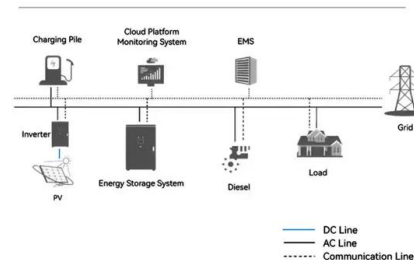 Charging Pile
Cloud Platform
Monitoring System
EMS
Grid
Inverter
PV
Energy Storage System
Diesel
Load
DC Line
AC Line
Communication Line